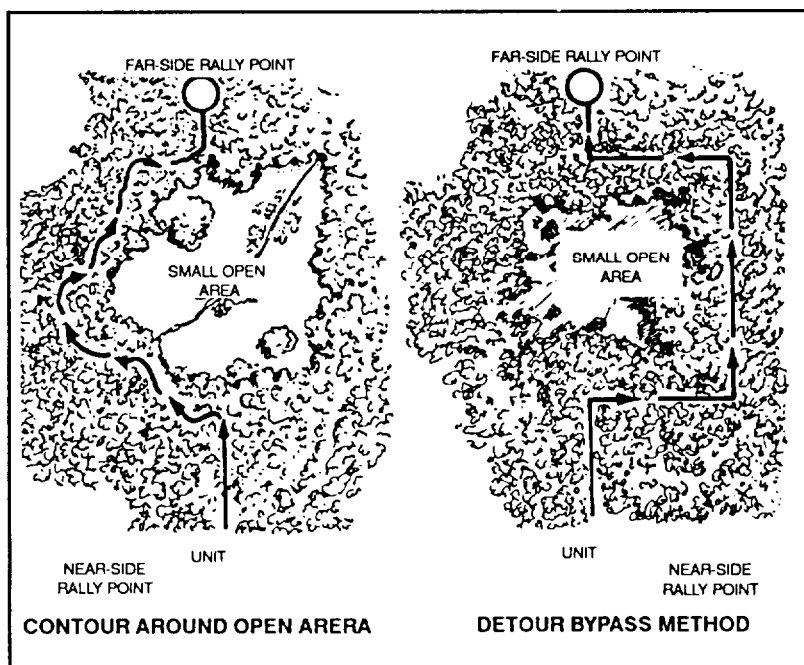 FAR-SIDE RALLY POINT
SMALL OPEN
AREA
UNIT
NEAR-SIDE
RALLY POINT
CONTOUR AROUND OPEN ARERA
FAR-SIDE RALLY POINT
SMALL OPEN
AREA
UNIT
NEAR-SIDE
RALLY POINT
DETOUR BYPASS METHOD